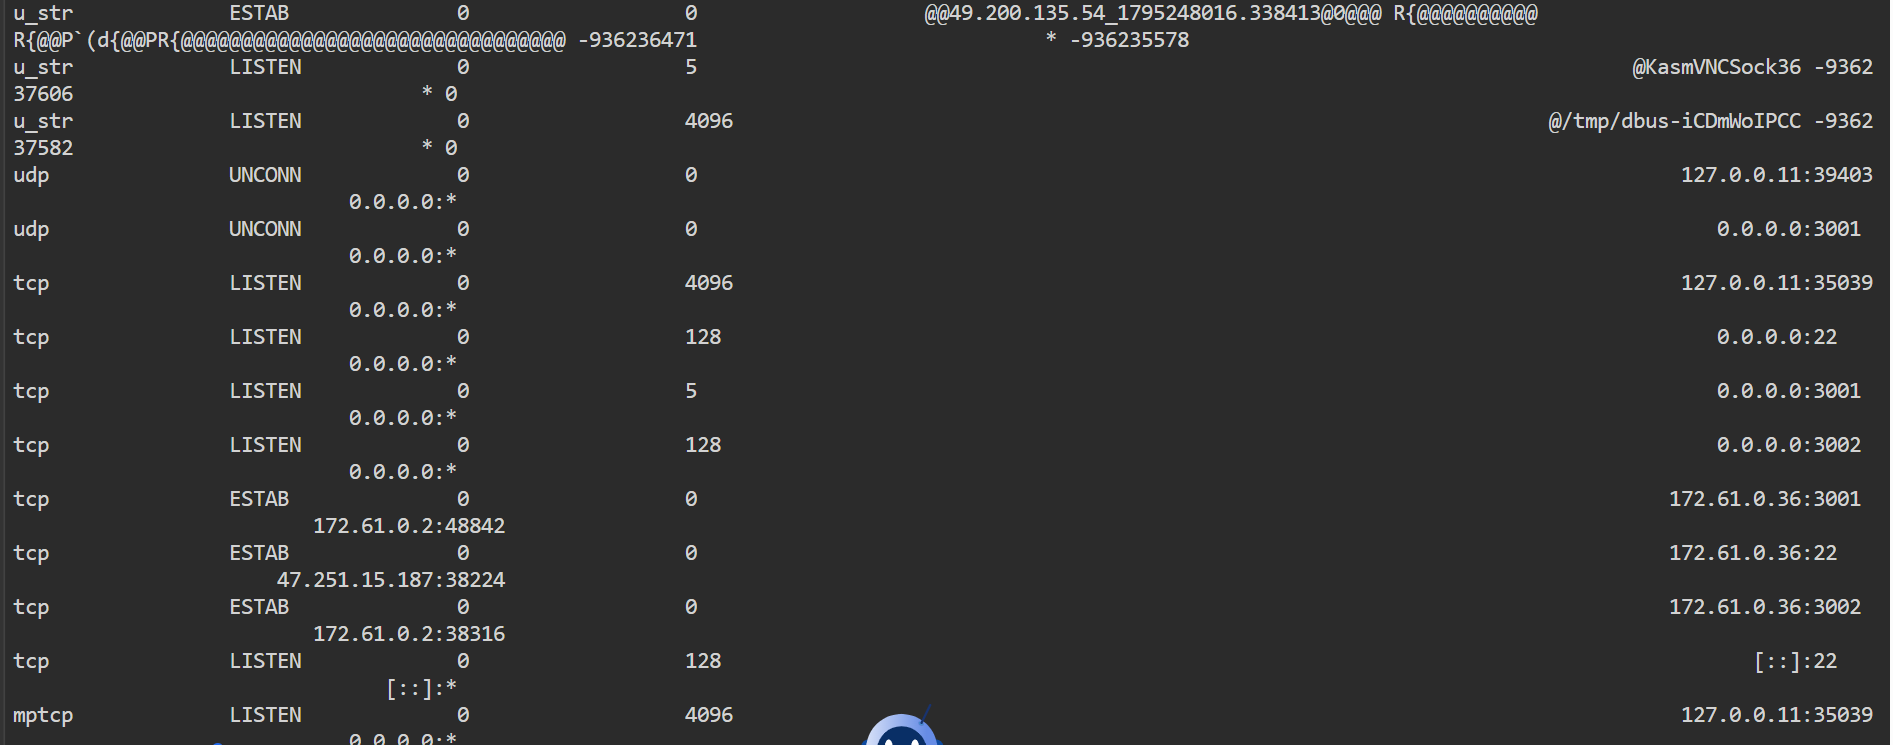 u_str ESTAB 0 0 @@49.200.135.54_1795248016.338413@0@@@ R{@@@@@@@@@@
R{@@P`(d{@@PR{@@@@@@@@@@@@@@@@@@@@@@@@@@@@@@@@ -936236471 * -936235578
u_str LISTEN 0 5 @KasmVNCSock36 -9362
37606 * 0
u_str LISTEN 0 4096 @/tmp/dbus-iCDmWoIPCC -9362
37582 * 0
udp UNCONN 0 0 127.0.0.11:39403
0.0.0.0:*
udp UNCONN 0 0 0.0.0.0:3001
0.0.0.0:*
tcp LISTEN 0 4096 127.0.0.11:35039
0.0.0.0:*
tcp LISTEN 0 128 0.0.0.0:22
0.0.0.0:*
tcp LISTEN 0 5 0.0.0.0:3001
0.0.0.0:*
tcp LISTEN 0 128 0.0.0.0:3002
0.0.0.0:*
tcp ESTAB 0 0 172.61.0.36:3001
172.61.0.2:48842
tcp ESTAB 0 0 172.61.0.36:22
47.251.15.187:38224
tcp ESTAB 0 0 172.61.0.36:3002
172.61.0.2:38316
tcp LISTEN 0 128 [::]:22
[::]:*
mptcp LISTEN 0 4096 127.0.0.11:35039
0.0.0.0:*